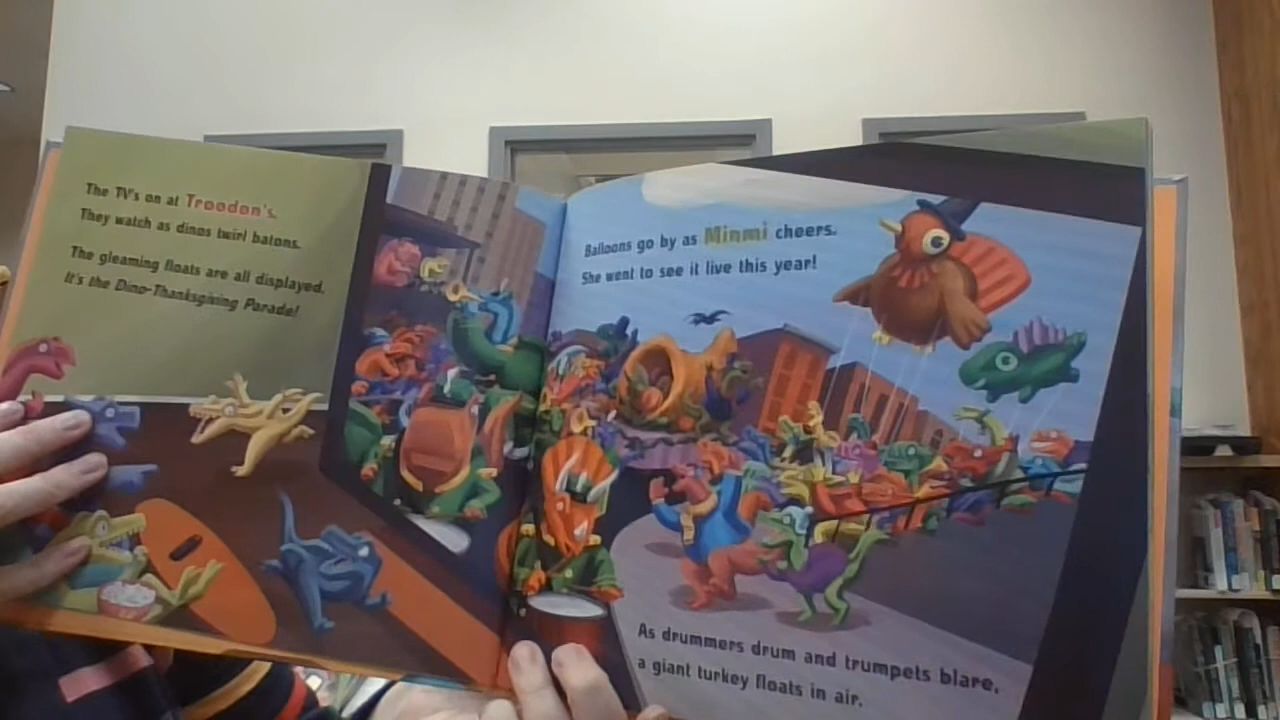 The TV's on at Troodon's.
They watch as dinos twirl batons.
The gleaming floats are all displayed.
It's the Dino-Thanksgiving Parade!
Balloons go by as Minmi cheers.
She went to see it live this year!
As drummers drum and trumpets blare,
a giant turkey floats in air.